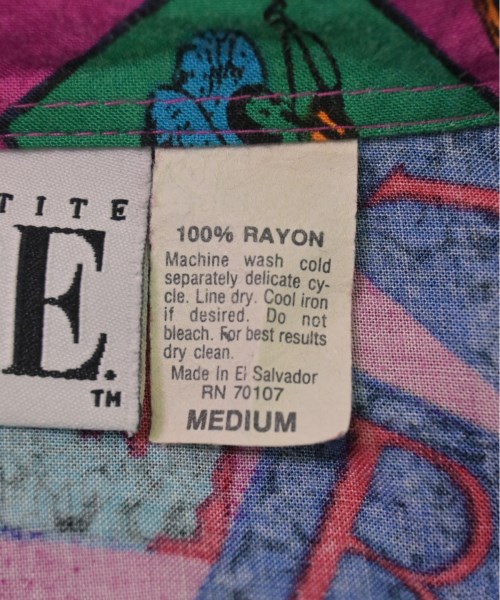 TITE
E.
TM
100% RAYON
Machine wash cold
separately delicate cy-
cle. Line dry. Cool iron
if desired. Do not
bleach. For best results
dry clean.
Made in El Salvador
RN 70107
MEDIUM